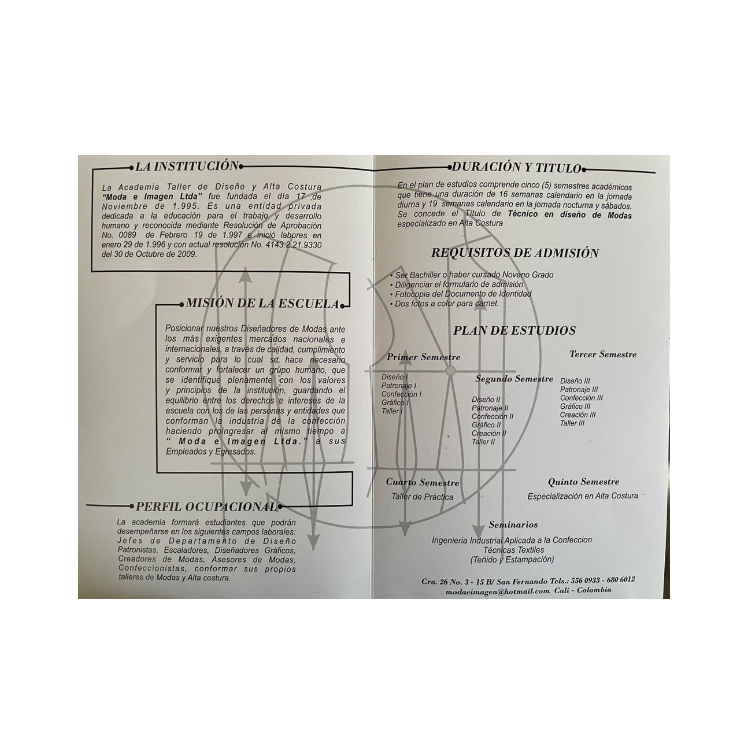 LA INSTITUCIÓN
La Academia Taller de Diseño y Alta Costura
"Moda e Imagen Ltda" fue fundada el día 17 de
Noviembre de 1.995. Es una entidad privada
dedicada a la educación para el trabajo y desarrollo
humano y reconocida mediante Resolución de Aprobación
No. 0089 de Febrero 19 de 1.997 e inició labores en
enero 29 de 1.996 y con actual resolución No. 4143.2.21.9330
del 30 de Octubre de 2009.
MISIÓN DE LA ESCUELA
Posicionar nuestros Diseñadores de Modas ante
los más exigentes mercados nacionales e
internacionales, a través de calidad, cumplimiento
y servicio para lo cual se hace necesario
conformar y fortalecer un grupo humano, que
se identifique plenamente con los valores
y principios de la institución, guardando el
equilibrio entre los derechos e intereses de la
escuela con los de las personas y entidades que
conforman la industria de la confección
haciendo proingresar al mismo tiempo a
" Moda e Imagen Ltda." a sus
Empleados y Egresados.
PERFIL OCUPACIONAL
La academia formará estudiantes que podrán
desempeñarse en los siguientes campos laborales:
Jefes de Departamento de Diseño
Patronistas, Escaladores, Diseñadores Gráficos,
Creadores de Modas, Asesores de Modas,
Confeccionistas, conformar sus propios
talleres de Modas y Alta costura.
DURACIÓN Y TITULO
En el plan de estudios comprende cinco (5) semestres académicos
que tiene una duración de 16 semanas calendario en la jornada
diurna y 19 semanas calendario en la jornada nocturna y sábados.
Se concede el Título de Técnico en diseño de Modas
especializado en Alta Costura
REQUISITOS DE ADMISIÓN
• Ser Bachiller o haber cursado Noveno Grado
• Diligenciar el formulario de admisión
• Fotocopia del Documento de Identidad
• Dos fotos a color para carnet.
PLAN DE ESTUDIOS
Primer Semestre
Diseño I
Patronaje I
Confección I
Gráfico I
Taller I
Segundo Semestre
Diseño II
Patronaje II
Confección II
Gráfico II
Creación II
Taller II
Tercer Semestre
Diseño III
Patronaje III
Confección III
Gráfico III
Creación III
Taller III
Cuarto Semestre
Taller de Práctica
Quinto Semestre
Especialización en Alta Costura
Seminarios
Ingenieria Industrial Aplicada a la Confeccion
Técnicas Textiles
(Teñido y Estampación)
Cra. 26 No. 3 - 15 B/ San Fernando Tels.: 556 0933 - 680 6012
modaeimagen@hotmail.com Cali - Colombia